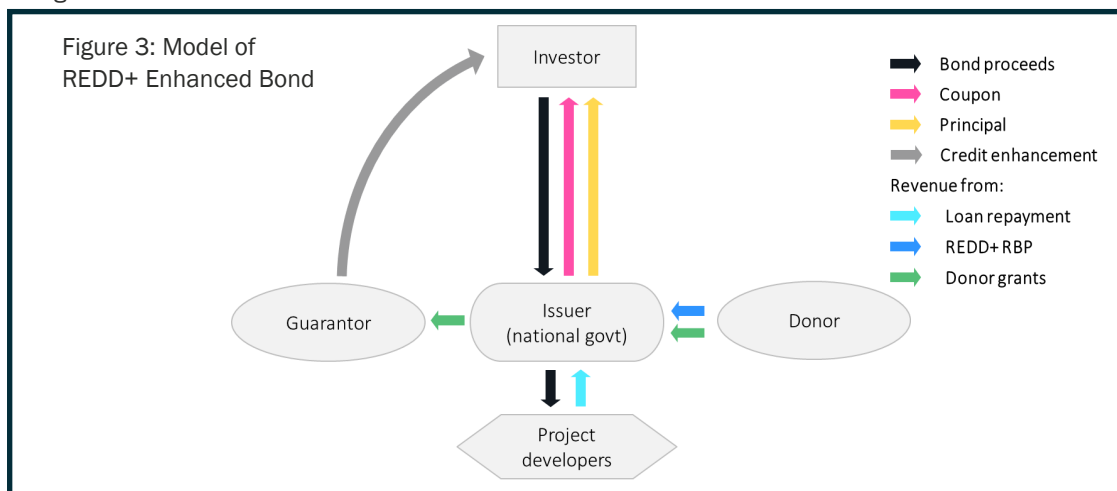 Figure 3: Model of
REDD+ Enhanced Bond
Investor
Bond proceeds
Coupon
Principal
Credit enhancement
Revenue from:
Loan repayment
REDD+ RBP
Donor grants
Guarantor
Issuer
(national govt)
Donor
Project
developers